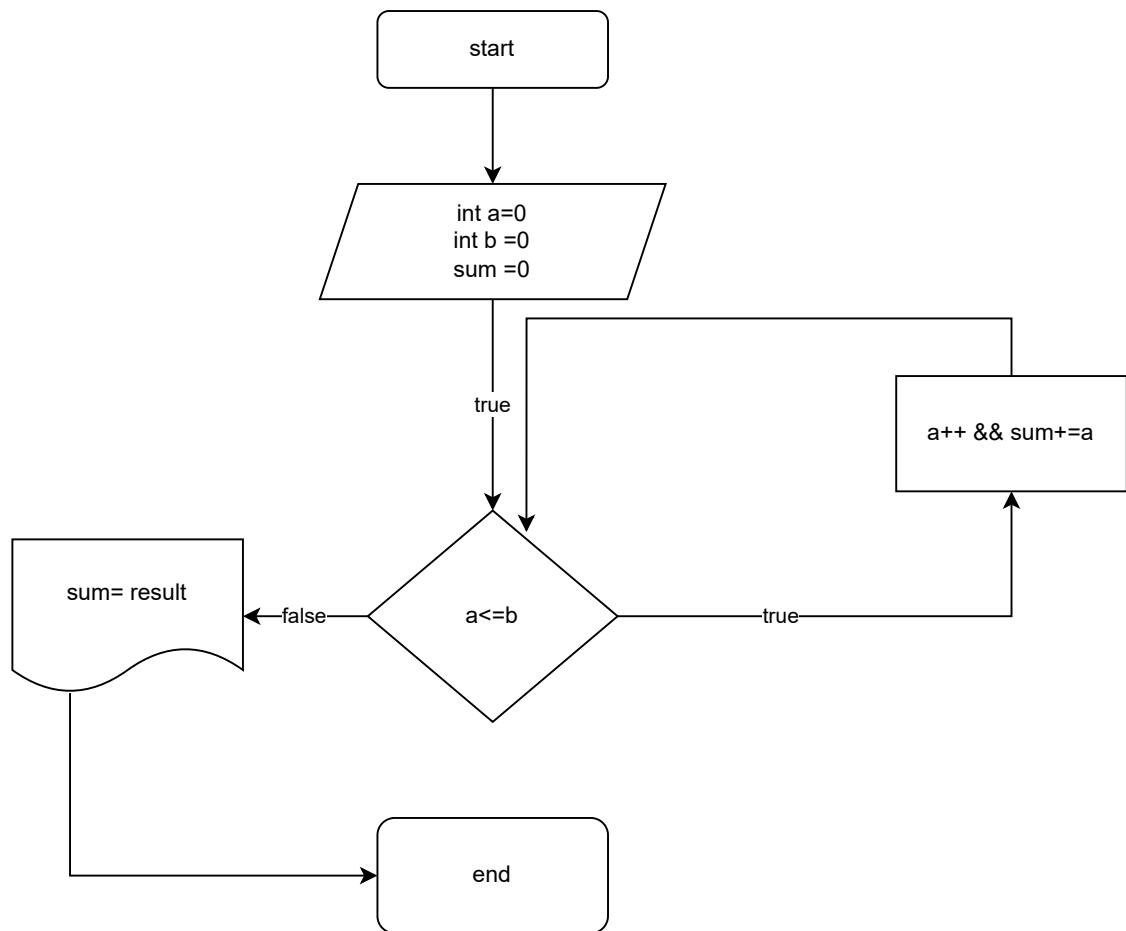 start
int a=0
int b =0
sum =0
true
a++ && sum+=a
sum= result
false
a<=b
true
end